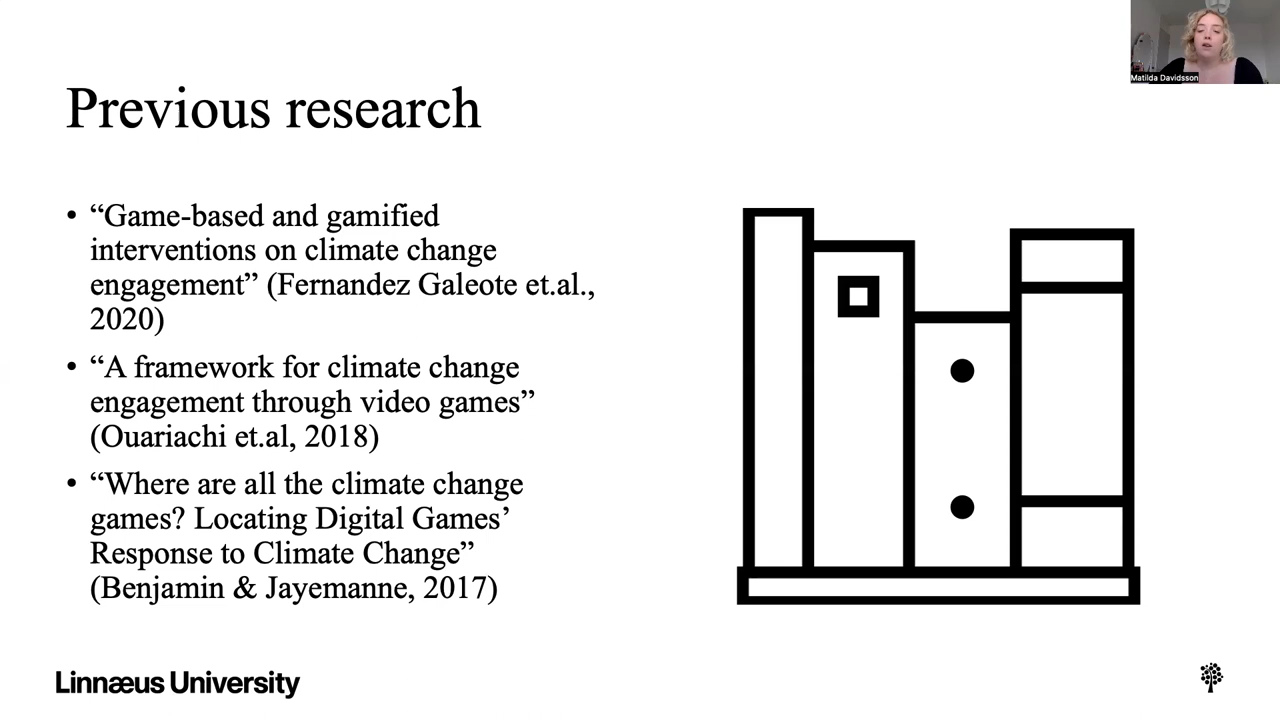 Matilda Davidsson
Previous research
• “Game-based and gamified
interventions on climate change
engagement” (Fernandez Galeote et.al.,
2020)
• “A framework for climate change
engagement through video games”
(Ouariachi et.al, 2018)
• “Where are all the climate change
games? Locating Digital Games’
Response to Climate Change”
(Benjamin & Jayemanne, 2017)
Linnæus University